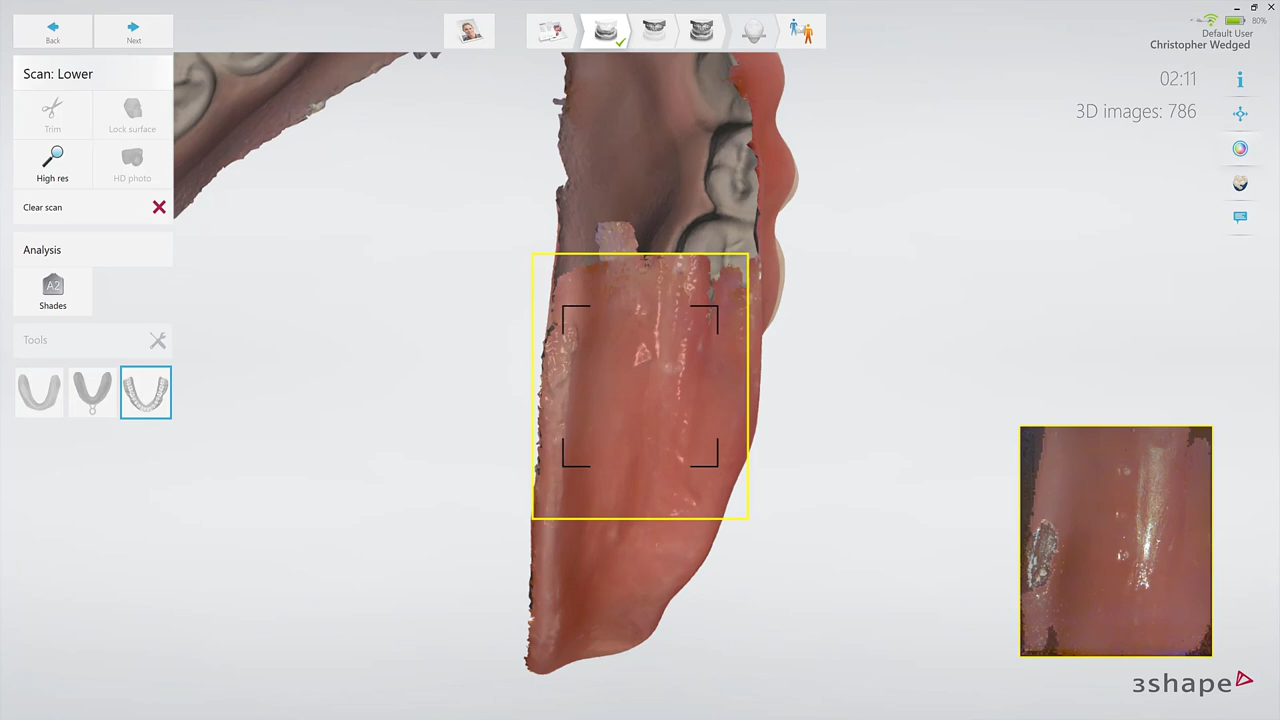 Back
Next
80%
Default User
Christopher Wedged
Scan: Lower
02:11
3D images: 786
Trim
Lock surface
High res
HD photo
Clear scan
Analysis
A2
Shades
Tools
3shape